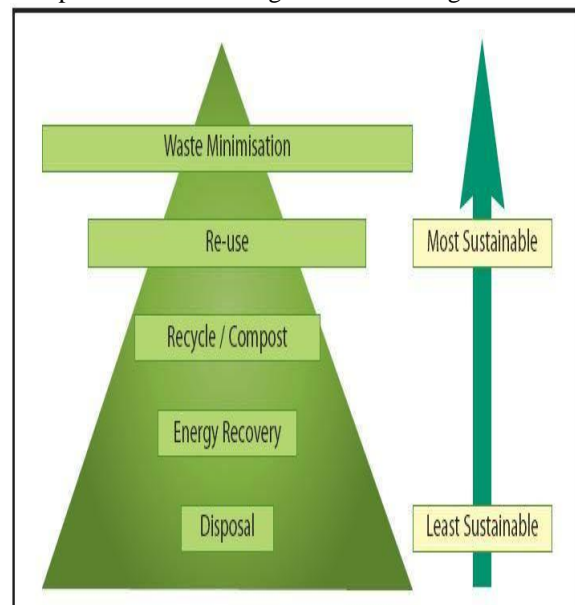 Waste Minimisation
Re-use
Most Sustainable
Recycle / Compost
Energy Recovery
Disposal
Least Sustainable